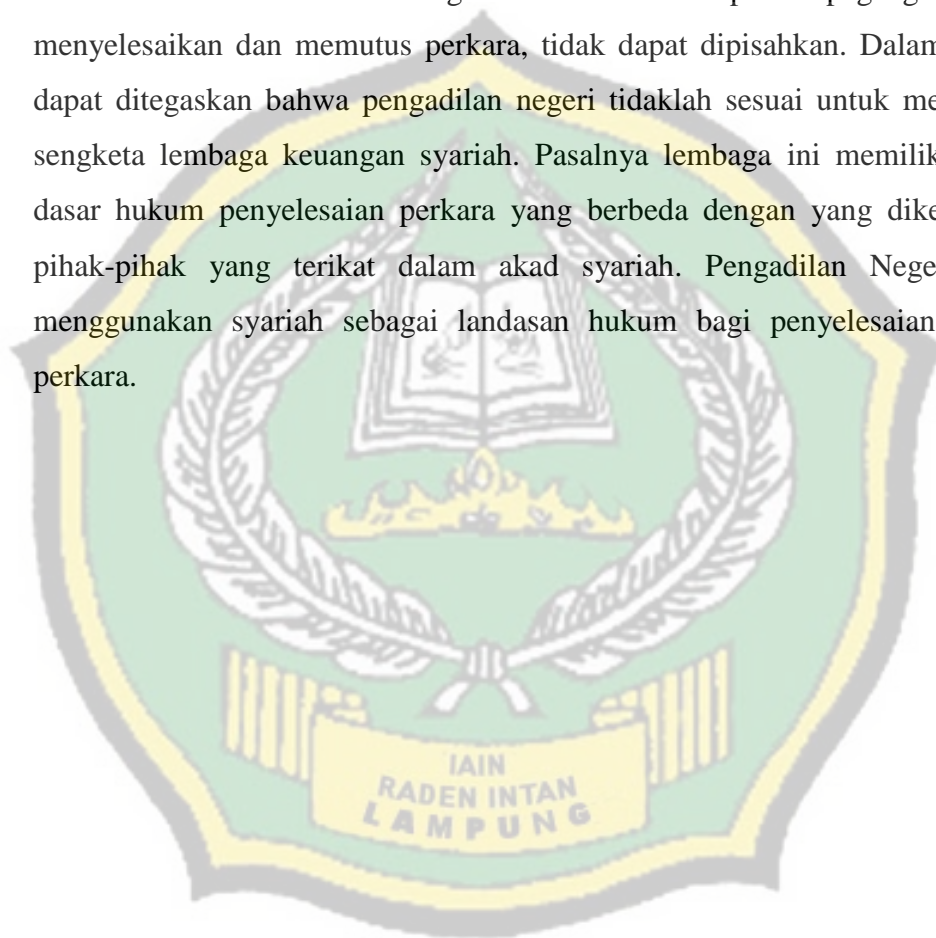 menyelesaikan dan memutus perkara, tidak dapat dipisahkan. Dalam
dapat ditegaskan bahwa pengadilan negeri tidaklah sesuai untuk me
sengketa lembaga keuangan syariah. Pasalnya lembaga ini memilik
dasar hukum penyelesaian perkara yang berbeda dengan yang dike
pihak-pihak yang terikat dalam akad syariah. Pengadilan Nege
menggunakan syariah sebagai landasan hukum bagi penyelesaian
perkara.
IAIN
RADEN INTAN
LAMPUNG